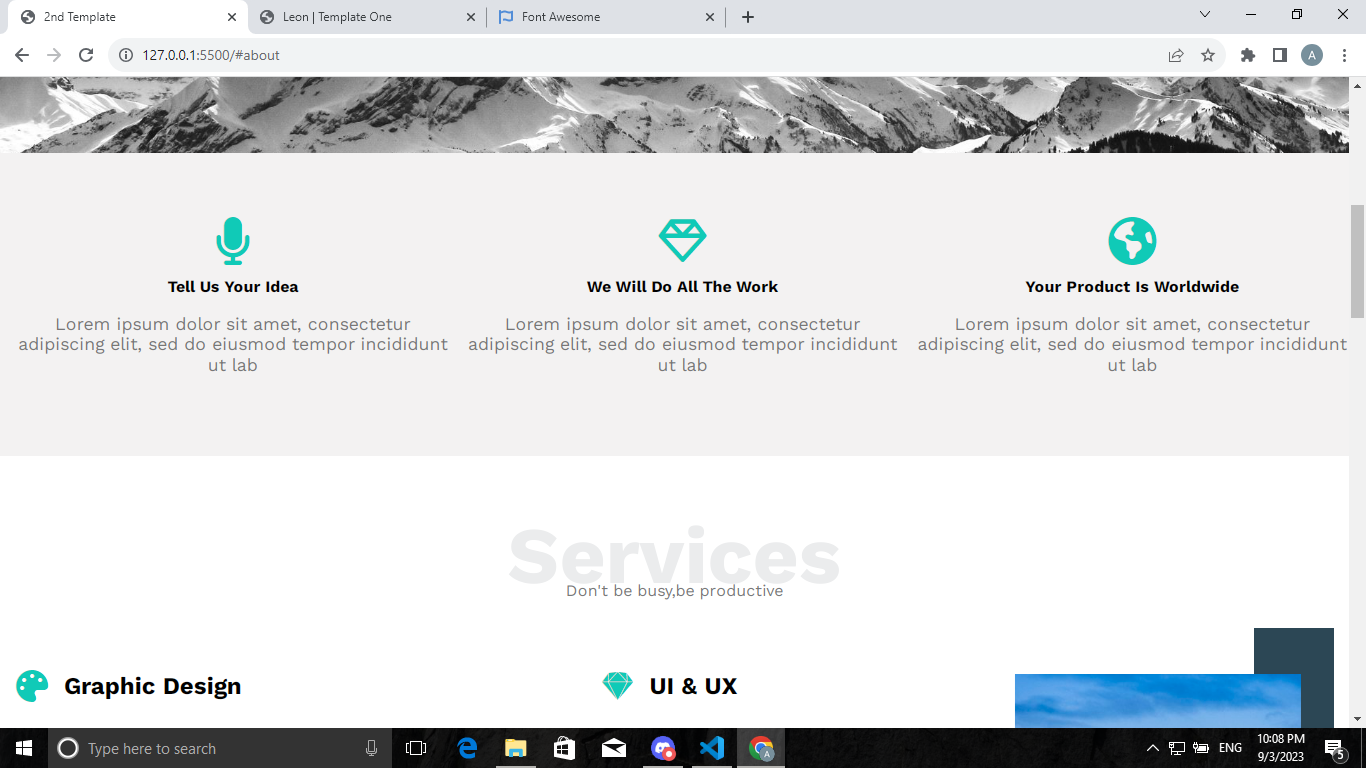 2nd Template
Leon | Template One
Font Awesome
127.0.0.1:5500/#about
A
Tell Us Your Idea
Lorem ipsum dolor sit amet, consectetur
adipiscing elit, sed do eiusmod tempor incididunt
ut lab
We Will Do All The Work
Lorem ipsum dolor sit amet, consectetur
adipiscing elit, sed do eiusmod tempor incididunt
ut lab
Your Product Is Worldwide
Lorem ipsum dolor sit amet, consectetur
adipiscing elit, sed do eiusmod tempor incididunt
ut lab
Services
Don't be busy,be productive
Graphic Design
UI & UX
Type here to search
A
ENG
10:08 PM
9/3/2023
5